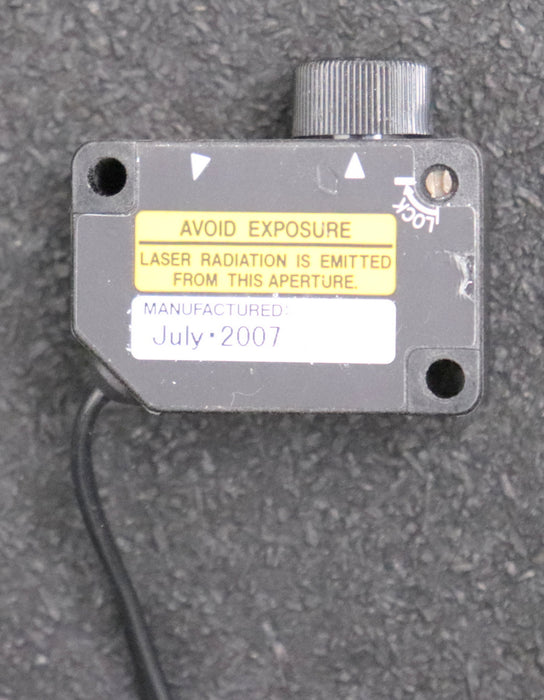 LOCK
AVOID EXPOSURE
LASER RADIATION IS EMITTED
FROM THIS APERTURE.
MANUFACTURED:
July·2007